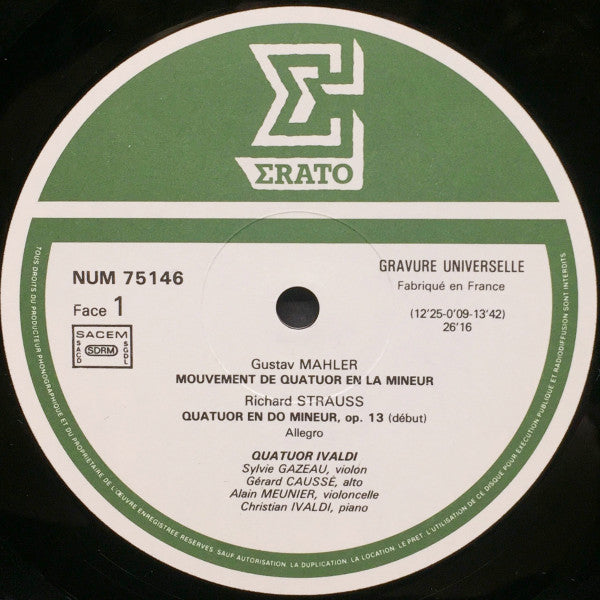 ΣRATO
NUM 75146
Face 1
SACEM
SACD
SDRM
SGDL
GRAVURE UNIVERSELLE
Fabriqué en France
(12'25-0'09-13'42)
26'16
Gustav MAHLER
MOUVEMENT DE QUATUOR EN LA MINEUR
Richard STRAUSS
QUATUOR EN DO MINEUR, op. 13 (début)
Allegro
QUATUOR IVALDI
Sylvie GAZEAU, violon
Gérard CAUSSÉ, alto
Alain MEUNIER, violoncelle
Christian IVALDI, piano
TOUS DROITS DU PRODUCTEUR PHONOGRAPHIQUE ET DU PROPRIETAIRE DE L'ŒUVRE ENREGISTREE RESERVES. SAUF AUTORISATION, LA DUPLICATION, LA LOCATION, LE PRET, L'UTILISATION DE CE DISQUE POUR EXECUTION PUBLIQUE ET RADIODIFFUSION SONT INTERDITS